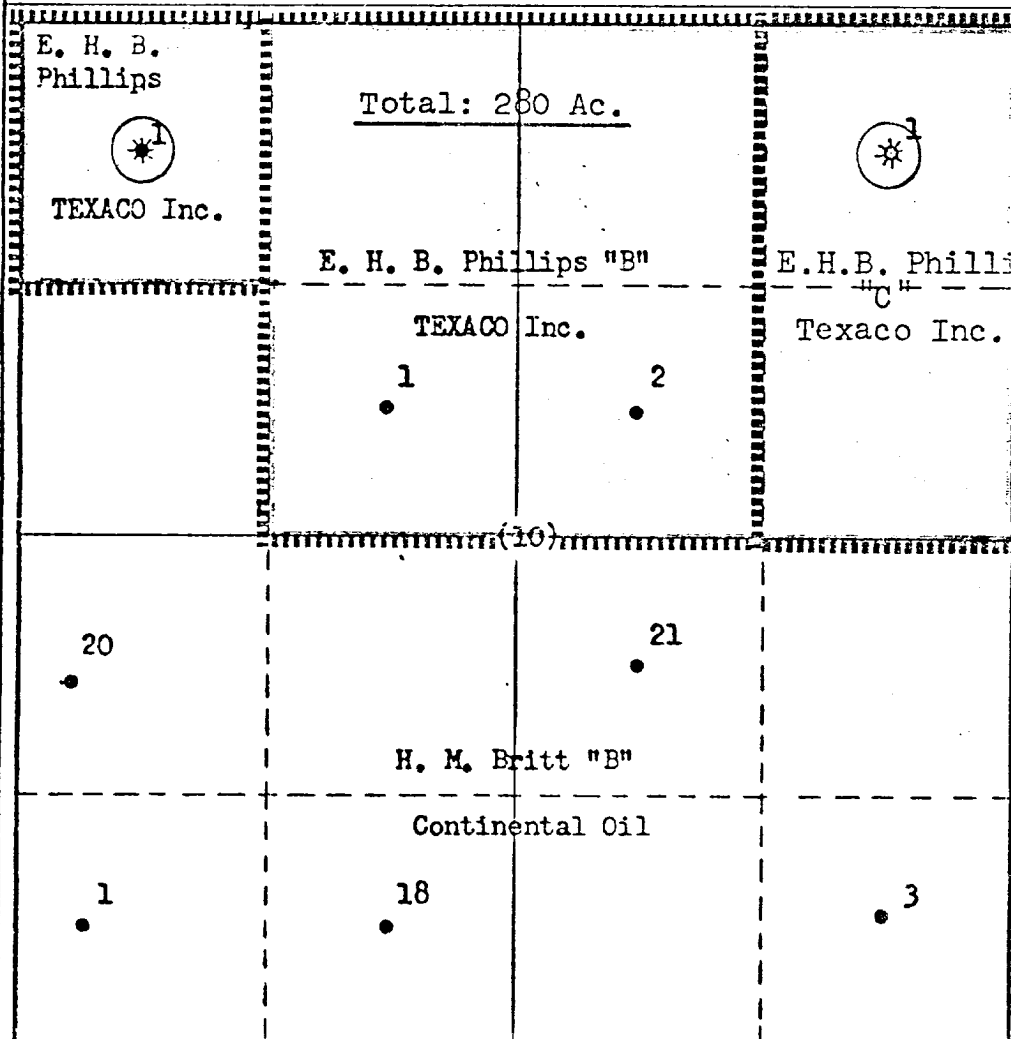 E. H. B.
Phillips
Total: 280 Ac.
1
1
TEXACO Inc.
E. H. B. Phillips "B"
E.H.B. Philli
"C"
TEXACO Inc.
Texaco Inc.
1
2
(10)
20
21
H. M. Britt "B"
Continental Oil
1
18
3